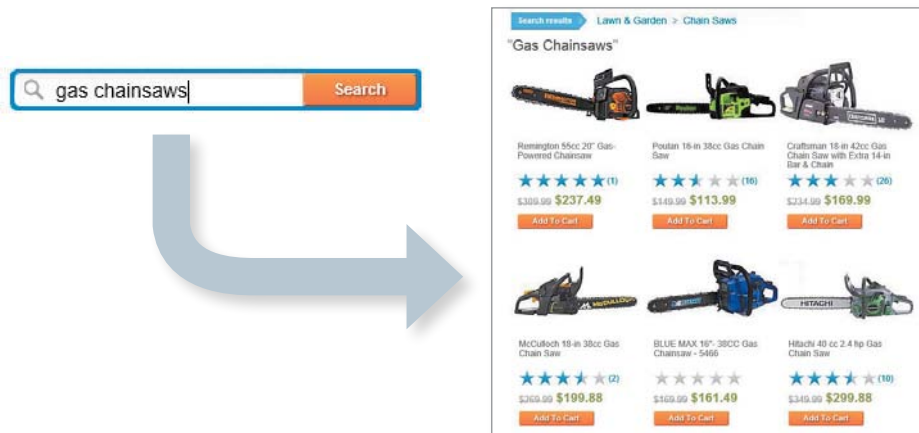 gas chainsaws Search
Search results Lawn & Garden > Chain Saws
"Gas Chainsaws"
Remington 55cc 20" Gas-
Powered Chainsaw
(1)
$309.99 $237.49
Add To Cart
Poulan
Poulan 16-in 38cc Gas Chain
Saw
(16)
$149.99 $113.99
Add To Cart
CRAFTSMAN
Craftsman 18-in 42cc Gas
Chain Saw with Extra 14-in
Bar & Chain
(26)
$234.99 $169.99
Add To Cart
McCULLOCH
McCulloch 18-in 38cc Gas
Chain Saw
(2)
$269.99 $199.88
Add To Cart
BLUE MAX 16"- 38CC Gas
Chainsaw - 5466
$169.99 $161.49
Add To Cart
HITACHI
Hitachi 40 cc 2.4 hp Gas
Chain Saw
(10)
$349.99 $299.88
Add To Cart